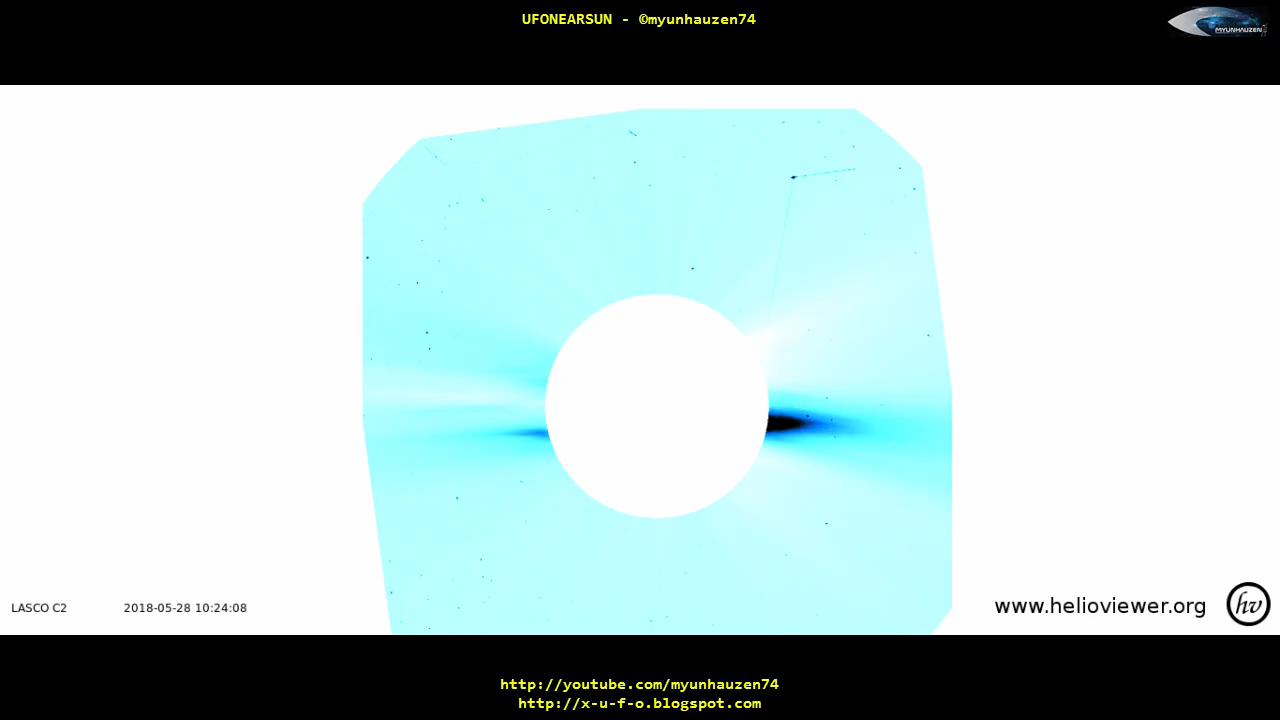 UFONEARSUN - ©myunhauzen74
MYUNHAUZEN
LASCO C2
2018-05-28 10:24:08
www.helioviewer.org
hv
http://youtube.com/myunhauzen74
http://x-u-f-o.blogspot.com